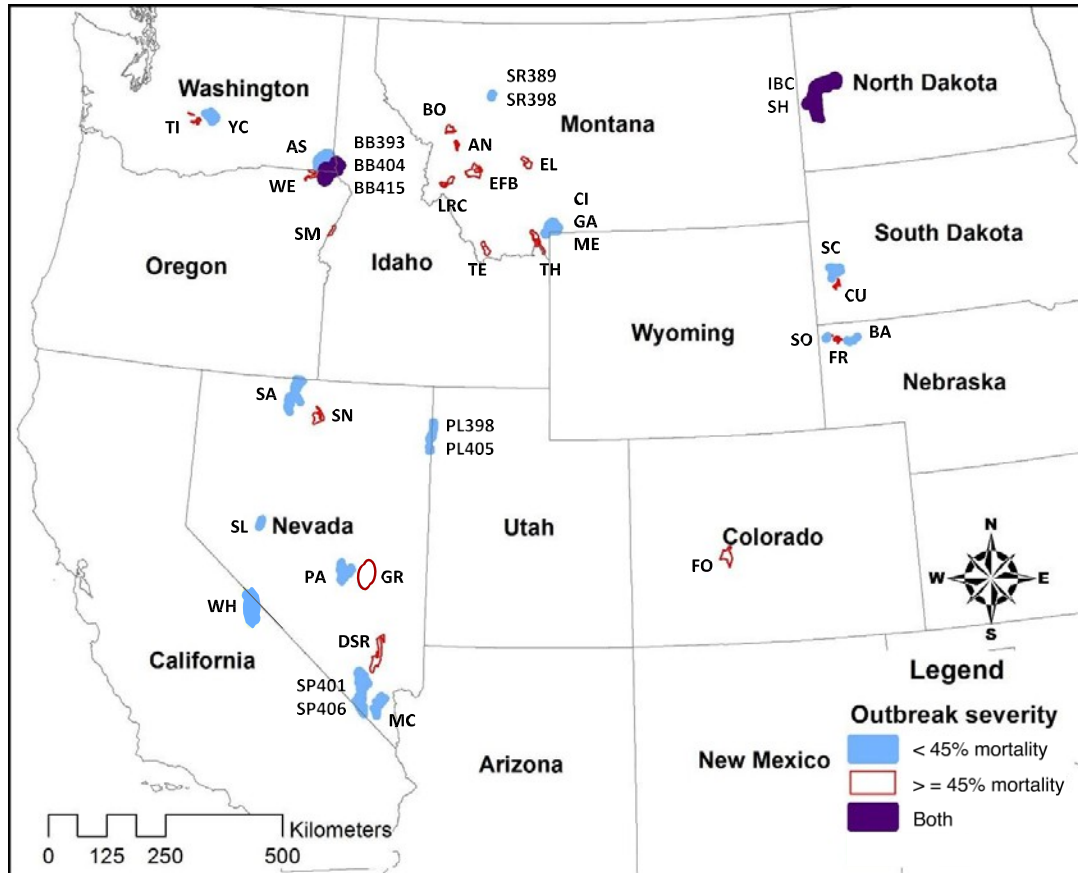 SR389
SR398
IBC
SH
North Dakota
Washington
TI
YC
BO
AN
Montana
AS
BB393
BB404
BB415
WE
EL
EFB
LRC
CI
GA
ME
SM
Oregon
Idaho
TE
TH
South Dakota
SC
CU
Wyoming
SO
BA
FR
Nebraska
SA
SN
PL398
PL405
SL
Nevada
Utah
Colorado
FO
PA
GR
WH
DSR
California
SP401
SP406
MC
Arizona
New Mexico
N
W
E
S
Legend
Outbreak severity
< 45% mortality
> = 45% mortality
Both
Kilometers
0 125 250 500